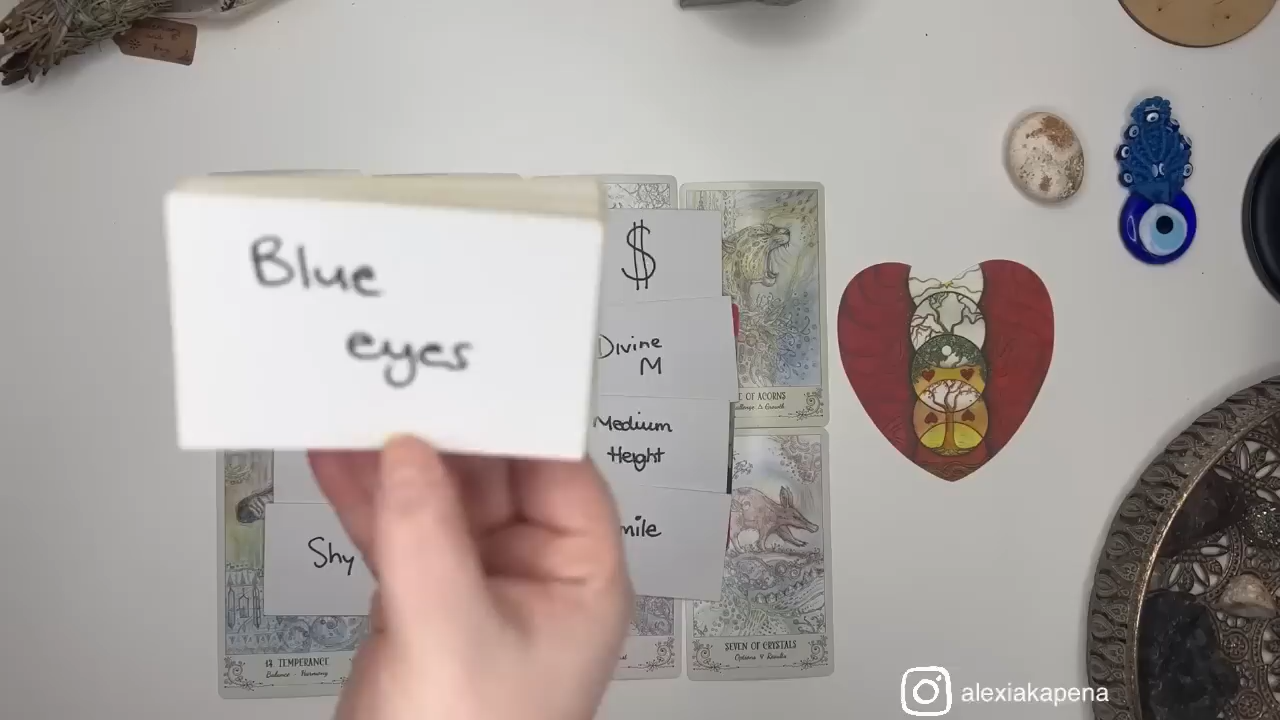 Blue
eyes
$
Divine
M
Medium
Height
Shy
14 TEMPERANCE
Balance - Harmony
OF ACORNS
SEVEN OF CRYSTALS
Options & Results
alexiakapena